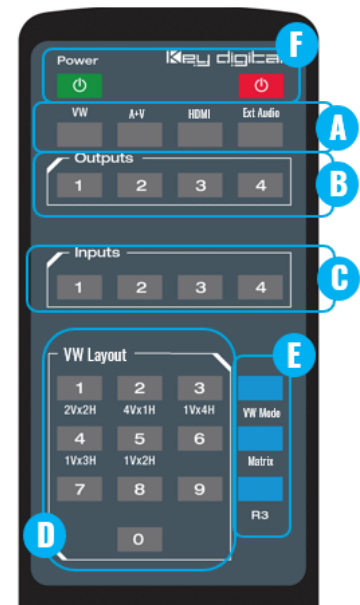 Power Key digital F
VW A+V HDMI Ext Audio A
Outputs B
1 2 3 4
Inputs C
1 2 3 4
VW Layout E
1 2 3
2Vx2H 4Vx1H 1Vx4H VW Mode
4 5 6
1Vx3H 1Vx2H Matrix
7 8 9
R3
D 0